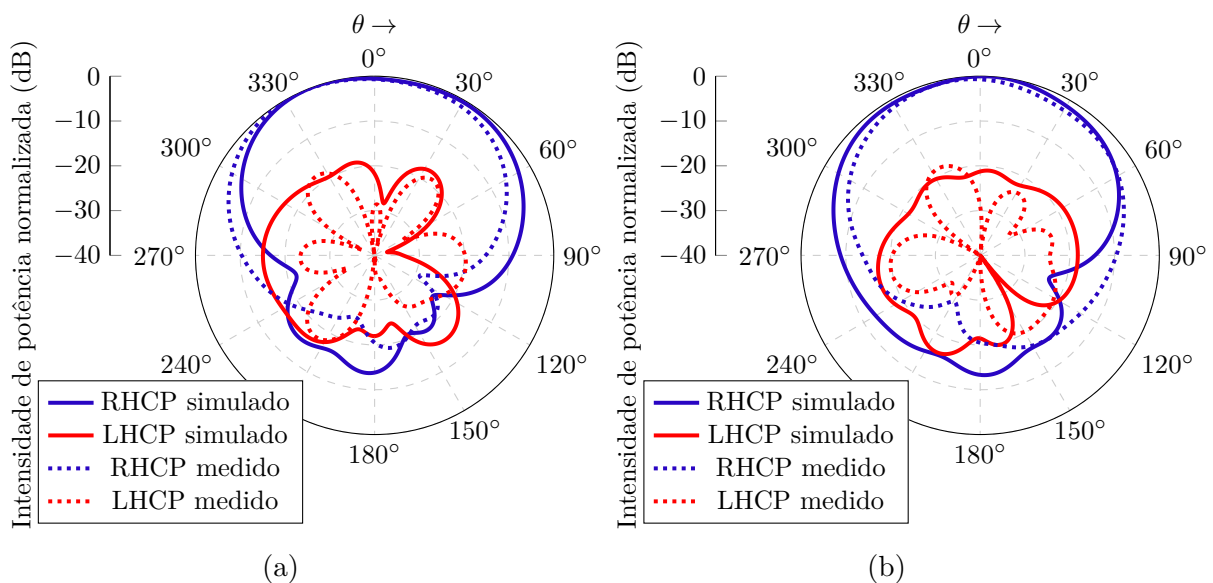 Intensidade de potência normalizada (dB)
0
−10
−20
−30
−40
θ →
0°
30°
60°
90°
120°
150°
180°
240°
270°
300°
330°
RHCP simulado
LHCP simulado
RHCP medido
LHCP medido
(a)
Intensidade de potência normalizada (dB)
0
−10
−20
−30
−40
θ →
0°
30°
60°
90°
120°
150°
180°
240°
270°
300°
330°
RHCP simulado
LHCP simulado
RHCP medido
LHCP medido
(b)